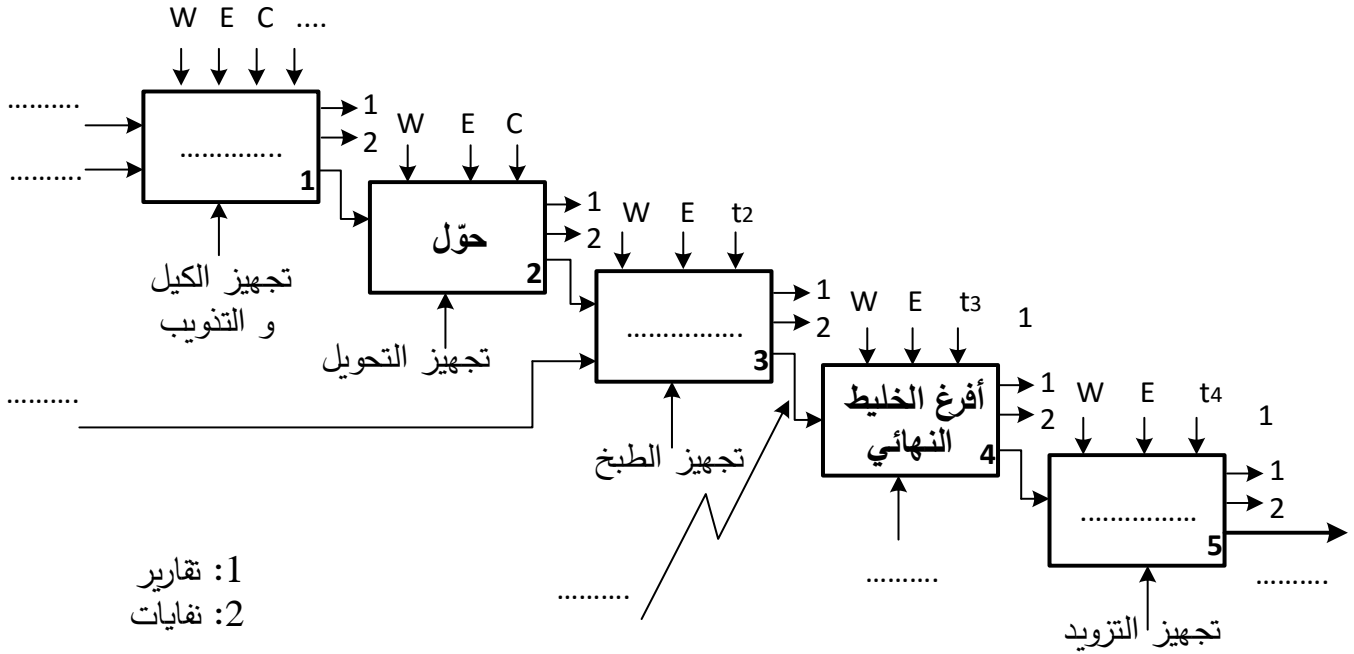 W E C ....
..........
..........
..............
1
1
2
تجهيز الكيل
و التذويب
W E C
حوّل
2
1
2
تجهيز التحويل
W E t2
................
3
1
2
..........
تجهيز الطبخ
W E t3 1
أفرغ الخليط
النهائي
4
1
2
..........
..........
W E t4 1
................
5
1
2
..........
تجهيز التزويد
1: تقارير
2: نفايات